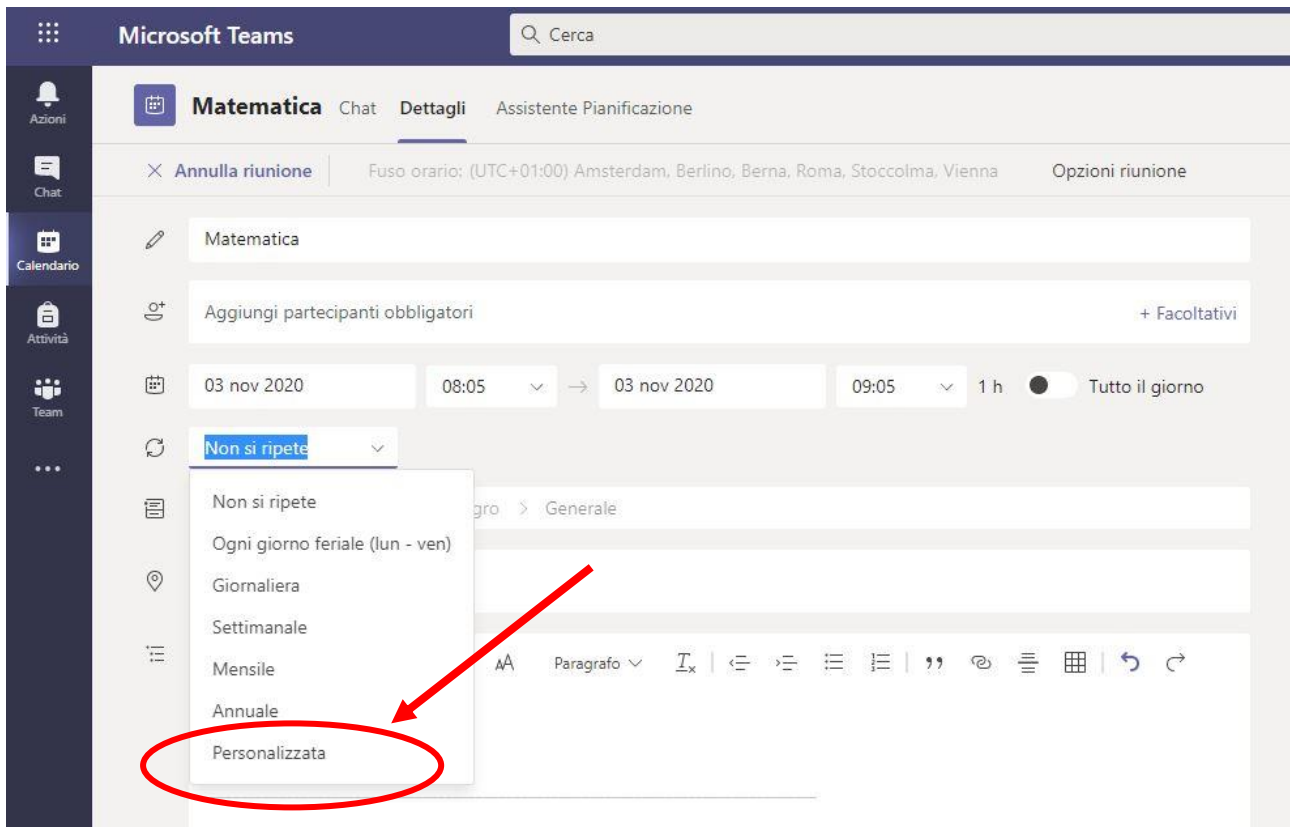 Microsoft Teams
Cerca
Azioni
Matematica Chat Dettagli Assistente Pianificazione
Annulla riunione Fuso orario: (UTC+01:00) Amsterdam, Berlino, Berna, Roma, Stoccolma, Vienna Opzioni riunione
Chat
Matematica
Calendario
Aggiungi partecipanti obbligatori + Facoltativi
Attività
03 nov 2020 08:05 → 03 nov 2020 09:05 1 h Tutto il giorno
Team
Non si ripete
Non si ripete
gro > Generale
Ogni giorno feriale (lun - ven)
Giornaliera
Settimanale
Mensile
AA Paragrafo
Annuale
Personalizzata